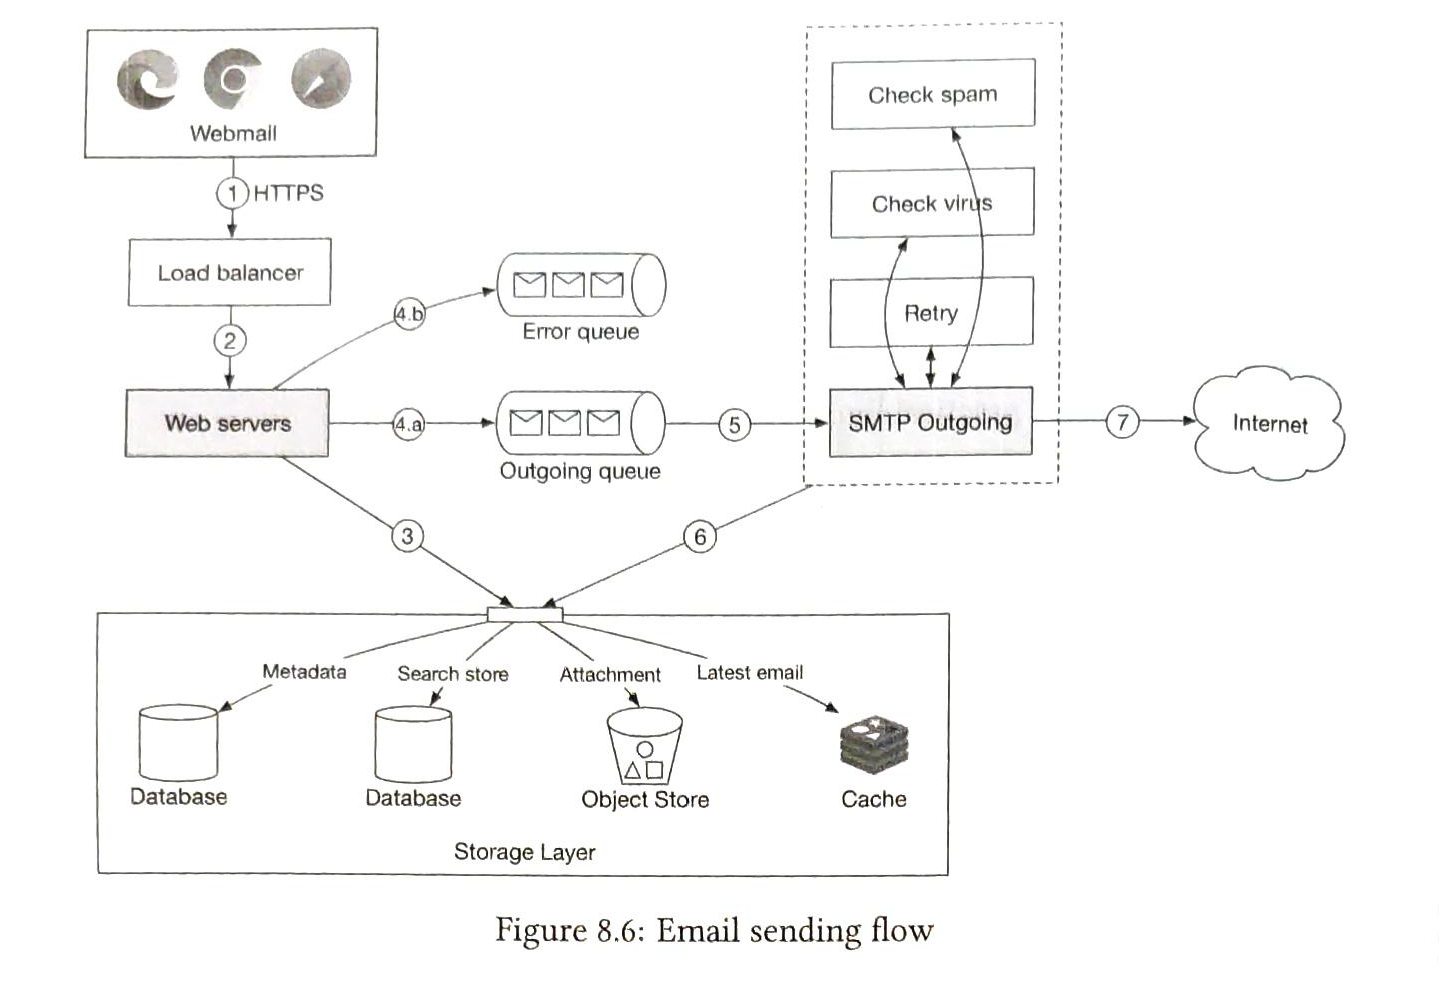 Webmail
1 HTTPS
Load balancer
2
Web servers
4.b
Error queue
4.a
Outgoing queue
5
Check spam
Check virus
Retry
SMTP Outgoing
7
Internet
3
6
Metadata
Search store
Attachment
Latest email
Database
Database
Object Store
Cache
Storage Layer
Figure 8.6: Email sending flow